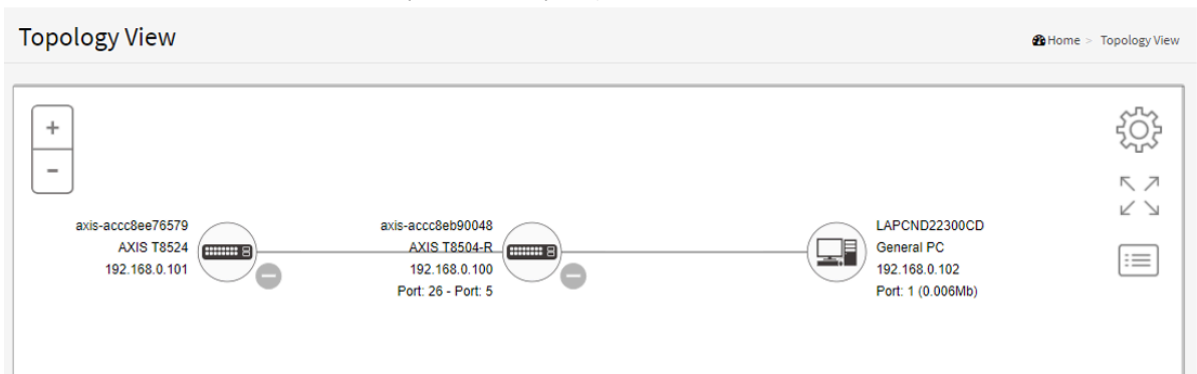 Topology View
Home > Topology View
+
-
axis-accc8ee76579
AXIS T8524
192.168.0.101
axis-accc8eb90048
AXIS T8504-R
192.168.0.100
Port: 26 - Port: 5
LAPCND22300CD
General PC
192.168.0.102
Port: 1 (0.006Mb)